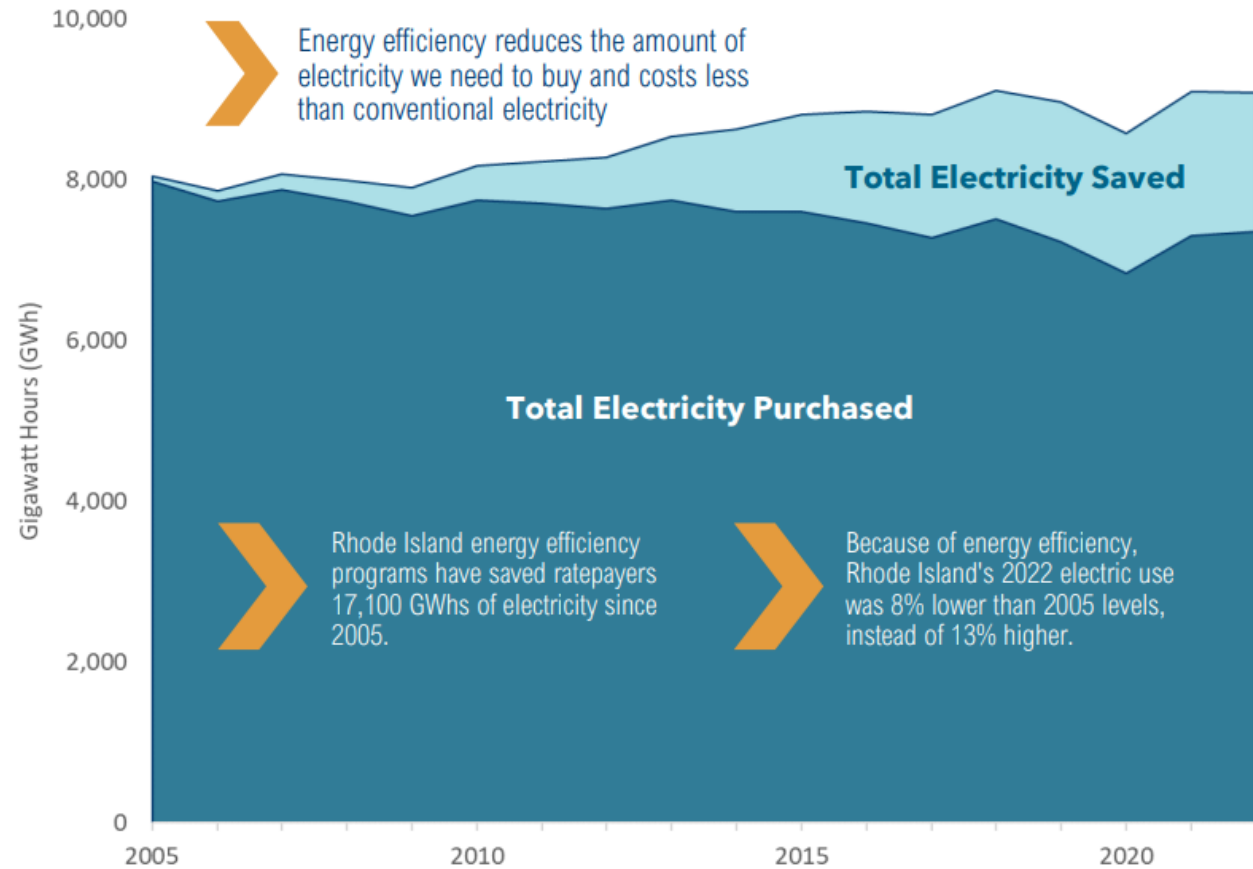 10,000
Energy efficiency reduces the amount of
electricity we need to buy and costs less
than conventional electricity
8,000
Total Electricity Saved
6,000
Gigawatt Hours (GWh)
Total Electricity Purchased
4,000
Rhode Island energy efficiency
programs have saved ratepayers
17,100 GWhs of electricity since
2005.
Because of energy efficiency,
Rhode Island's 2022 electric use
was 8% lower than 2005 levels,
instead of 13% higher.
2,000
0
2005
2010
2015
2020